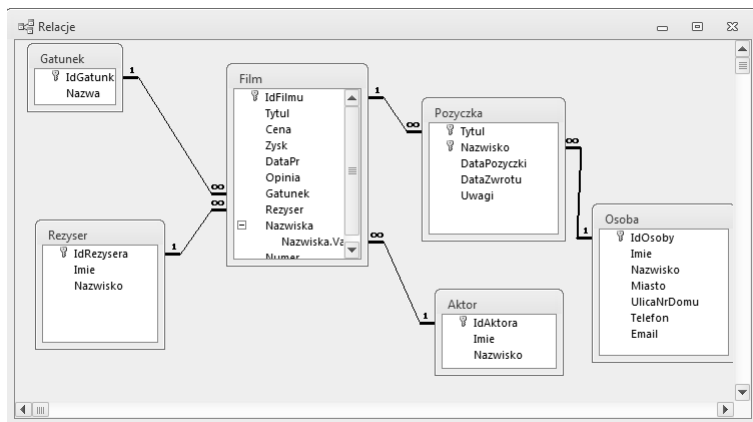 Relacje
Gatunek
IdGatunk
Nazwa
1
∞
Film
IdFilmu
Tytul
Cena
Zysk
DataPr
Opinia
Gatunek
Rezyser
Nazwiska
Nazwiska.Va
Numer
1
∞
Pozyczka
Tytul
Nazwisko
DataPozyczki
DataZwrotu
Uwagi
∞
1
Rezyser
IdRezysera
Imie
Nazwisko
1
∞
Aktor
IdAktora
Imie
Nazwisko
1
∞
Osoba
IdOsoby
Imie
Nazwisko
Miasto
UlicaNrDomu
Telefon
Email